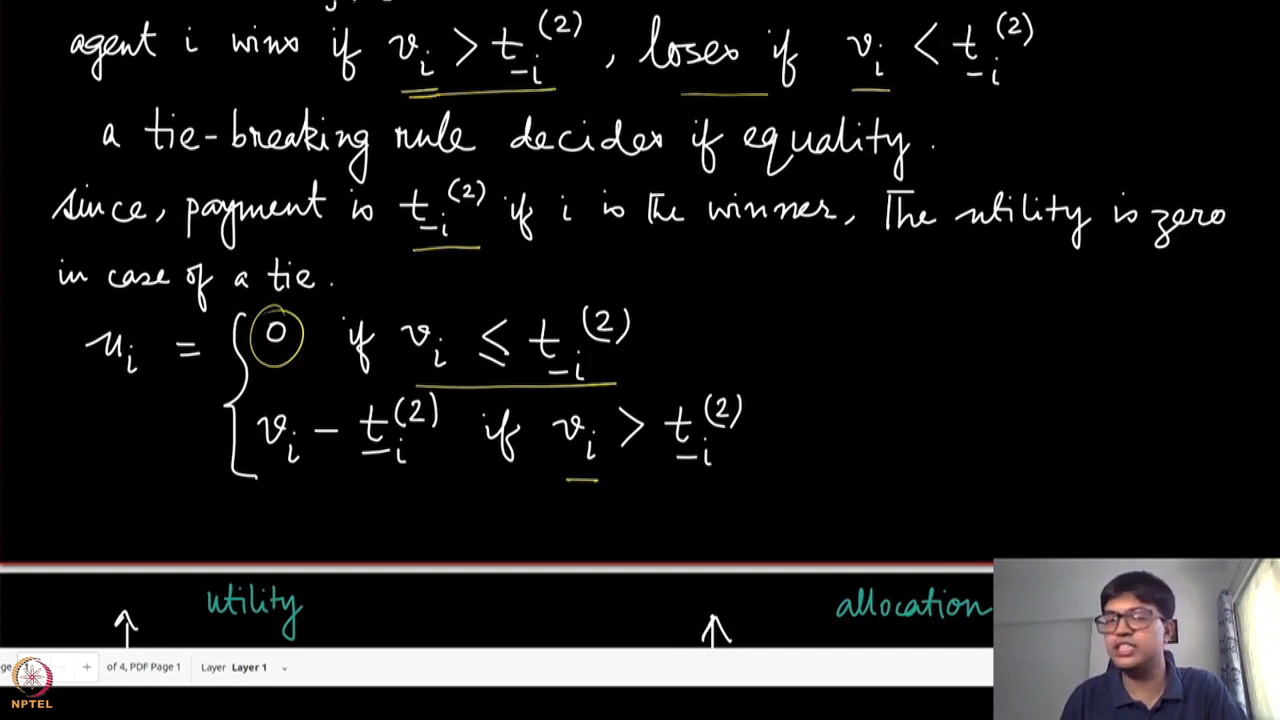 agent i wins if v_i > t_{-i}^{(2)}, loses if v_i < t_{-i}^{(2)}
a tie-breaking rule decides if equality.
Since, payment is t_{-i}^{(2)} if i is the winner, The utility is zero
in case of a tie.
u_i = { 0 if v_i ≤ t_{-i}^{(2)}
v_i - t_{-i}^{(2)} if v_i > t_{-i}^{(2)}
utility allocation
of 4, PDF Page 1 Layer Layer 1
NPTEL